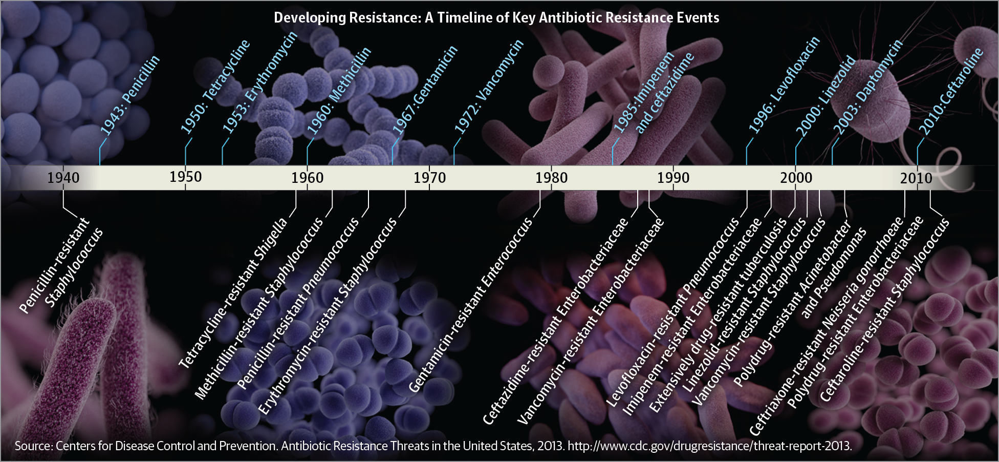 Developing Resistance: A Timeline of Key Antibiotic Resistance Events
1943: Penicillin
1950: Tetracycline
1953: Erythromycin
1960: Methicillin
1967:Gentamicin
1972: Vancomycin
1985:Imipenem
and ceftazidime
1996: Levofloxacin
2000: Linezolid
2003: Daptomycin
2010:Ceftaroline
1940
1950
1960
1970
1980
1990
2000
2010
Penicillin-resistant
Staphylococcus
Tetracycline-resistant Shigella
Methicillin-resistant Staphylococcus
Penicillin-resistant Pneumococcus
Erythromycin-resistant Staphylococcus
Gentamicin-resistant Enterococcus
Ceftazidime-resistant Enterobacteriaceae
Vancomycin-resistant Enterobacteriaceae
Levofloxacin-resistant Pneumococcus
Imipenem-resistant Enterobacteriaceae
Extensively drug-resistant tuberculosis
Linezolid-resistant Staphylococcus
Vancomycin-resistant Staphylococcus
Polydrug-resistant Acinetobacter
and Pseudomonas
Ceftriaxone-resistant Neisseria gonorrhoeae
Polydrug-resistant Enterobacteriaceae
Ceftaroline-resistant Staphylococcus
Source: Centers for Disease Control and Prevention. Antibiotic Resistance Threats in the United States, 2013. http://www.cdc.gov/drugresistance/threat-report-2013.